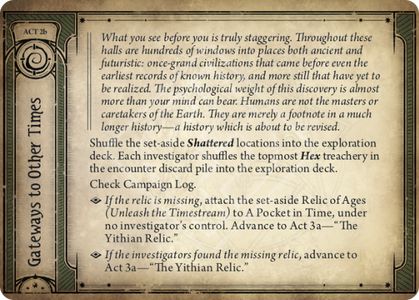 ACT 2b
Gateways to Other Times
What you see before you is truly staggering. Throughout these
halls are hundreds of windows into places both ancient and
futuristic: once-grand civilizations that came before even the
earliest records of known history, and more still that have yet to
be realized. The psychological weight of this discovery is almost
more than your mind can bear. Humans are not the masters or
caretakers of the Earth. They are merely a footnote in a much
longer history—a history which is about to be revised.
Shuffle the set-aside Shattered locations into the exploration
deck. Each investigator shuffles the topmost Hex treachery in
the encounter discard pile into the exploration deck.
Check Campaign Log.
If the relic is missing, attach the set-aside Relic of Ages
(Unleash the Timestream) to A Pocket in Time, under
no investigator's control. Advance to Act 3a—“The
Yithian Relic.”
If the investigators found the missing relic, advance to
Act 3a—“The Yithian Relic.”